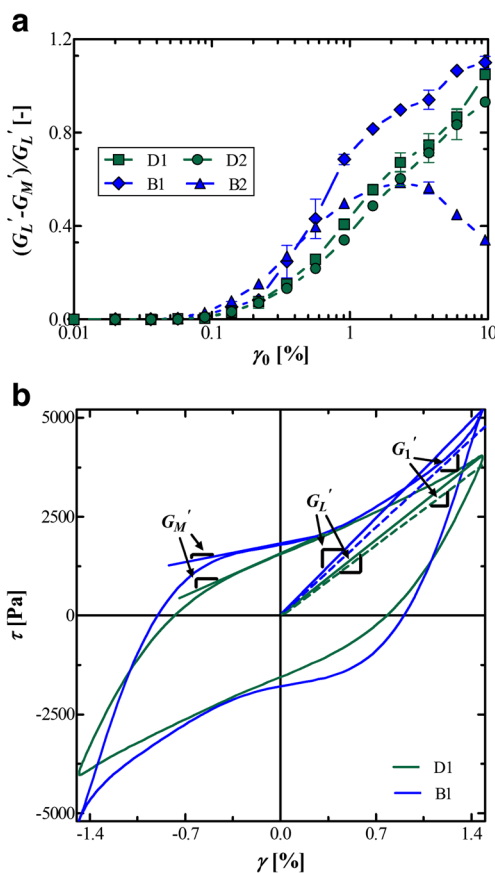 a
(G_L'-G_M')/G_L' [-]
1.2
0.8
0.4
0.0
D1 D2
B1 B2
0.01 0.1 1 10
γ₀ [%]
b
τ [Pa]
5000
2500
0
-2500
-5000
G_1'
G_L'
G_M'
D1
B1
-1.4 -0.7 0.0 0.7 1.4
γ [%]